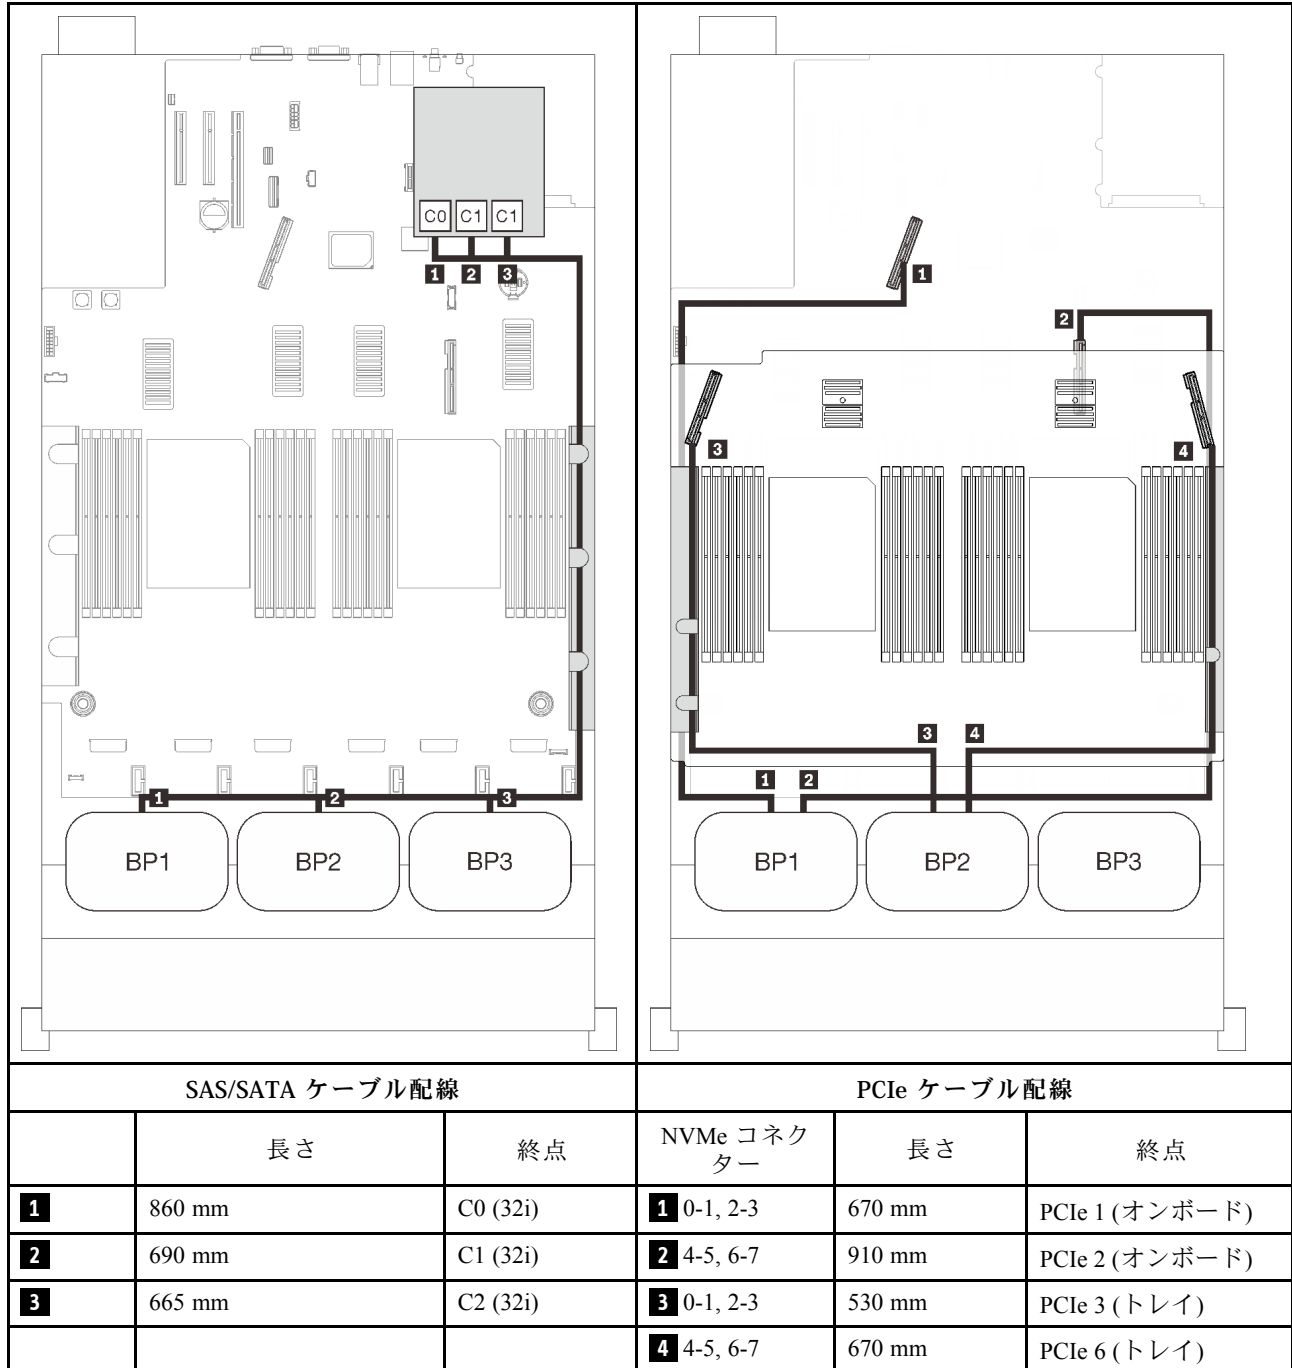 C0 C1 C1
1 2 3
1 2 3
BP1 BP2 BP3
1
2
3 4
3 4
1 2
BP1 BP2 BP3
SAS/SATA ケーブル配線
PCIe ケーブル配線
長さ 終点
NVMe コネク
ター
長さ 終点
1 860 mm C0 (32i) 1 0-1, 2-3 670 mm PCIe 1 (オンボード)
2 690 mm C1 (32i) 2 4-5, 6-7 910 mm PCIe 2 (オンボード)
3 665 mm C2 (32i) 3 0-1, 2-3 530 mm PCIe 3 (トレイ)
4 4-5, 6-7 670 mm PCIe 6 (トレイ)